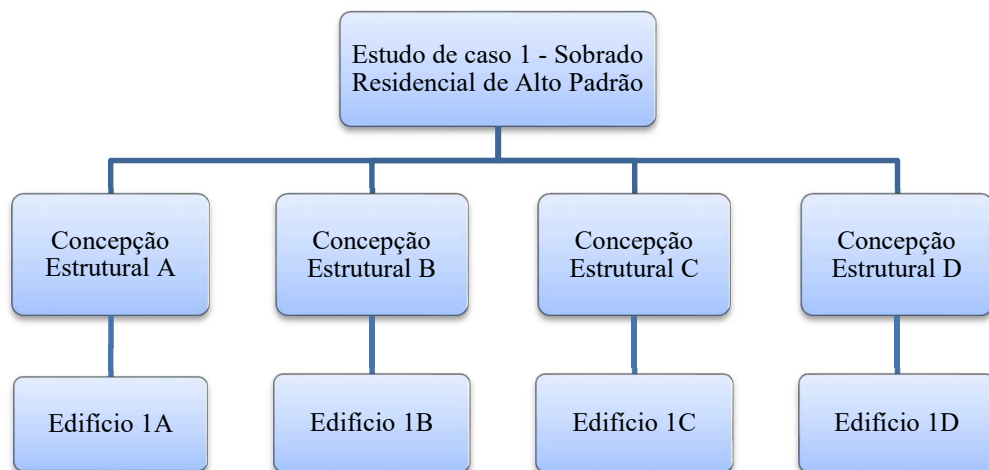 Estudo de caso 1 - Sobrado
Residencial de Alto Padrão
Concepção
Estrutural A
Concepção
Estrutural B
Concepção
Estrutural C
Concepção
Estrutural D
Edifício 1A
Edifício 1B
Edifício 1C
Edifício 1D